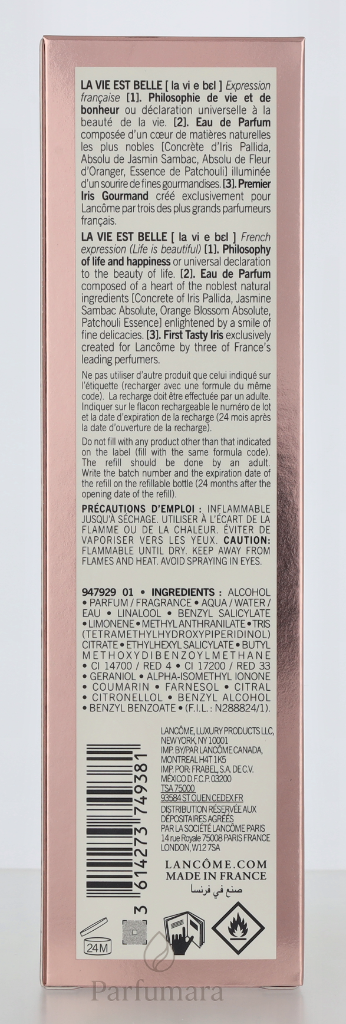 LA VIE EST BELLE [ la vi e bɛl ] Expression
française [1]. Philosophie de vie et de
bonheur ou déclaration universelle à la
beauté de la vie. [2]. Eau de Parfum
composée d'un cœur de matières naturelles
les plus nobles [Concrète d'Iris Pallida,
Absolu de Jasmin Sambac, Absolu de Fleur
d'Oranger, Essence de Patchouli] illuminée
d'un sourire de fines gourmandises. [3]. Premier
Iris Gourmand créé exclusivement pour
Lancôme par trois des plus grands parfumeurs
français.
LA VIE EST BELLE [ la vi e bɛl ] French
expression (Life is beautiful) [1]. Philosophy
of life and happiness or universal declaration
to the beauty of life. [2]. Eau de Parfum
composed of a heart of the noblest natural
ingredients [Concrete of Iris Pallida, Jasmine
Sambac Absolute, Orange Blossom Absolute,
Patchouli Essence] enlightened by a smile of
fine delicacies. [3]. First Tasty Iris exclusively
created for Lancôme by three of France's
leading perfumers.
Ne pas utiliser d'autre produit que celui indiqué sur
l'étiquette (recharger avec une formule du même
code). La recharge doit être effectuée par un adulte.
Indiquer sur le flacon rechargeable le numéro de lot
et la date d'expiration de la recharge (24 mois après
la date d'ouverture de la recharge).
Do not fill with any product other than that indicated
on the label (fill with the same formula code).
The refill should be done by an adult.
Write the batch number and the expiration date of
the refill on the refillable bottle (24 months after the
opening date of the refill).
PRÉCAUTIONS D'EMPLOI : INFLAMMABLE
JUSQU'À SÉCHAGE. UTILISER À L'ÉCART DE LA
FLAMME OU DE LA CHALEUR. ÉVITER DE
VAPORISER VERS LES YEUX. CAUTION:
FLAMMABLE UNTIL DRY. KEEP AWAY FROM
FLAMES AND HEAT. AVOID SPRAYING IN EYES.
947929 01 • INGREDIENTS : ALCOHOL
• PARFUM / FRAGRANCE • AQUA / WATER /
EAU • LINALOOL • BENZYL SALICYLATE
• LIMONENE • METHYL ANTHRANILATE • TRIS
(TETRAMETHYLHYDROXYPIPERIDINOL)
CITRATE • ETHYLHEXYL SALICYLATE • BUTYL
METHOXYDIBENZOYLMETHANE
• CI 14700 / RED 4 • CI 17200 / RED 33
• GERANIOL • ALPHA-ISOMETHYL IONONE
• COUMARIN • FARNESOL • CITRAL
• CITRONELLOL • BENZYL ALCOHOL
• BENZYL BENZOATE • (F.I.L.: N288824/1).
LANCÔME, LUXURY PRODUCTS LLC,
NEW YORK, NY 10001
IMP. BY/PAR LANCÔME CANADA,
MONTREAL H4T 1K5
IMP. POR: FRABEL, S.A. DE C.V.
MÉXICO D.F. C.P. 03200
TSA 75000
93584 ST OUEN CEDEX FR
DISTRIBUTION RÉSERVÉE AUX
DÉPOSITAIRES AGRÉÉS
PAR LA SOCIÉTÉ LANCÔME PARIS
14 rue Royale 75008 PARIS FRANCE
LONDON, W12 7SA
LANCOME.COM
MADE IN FRANCE
صنع في فرنسا
3 614273 749381
24 M
Parfumara